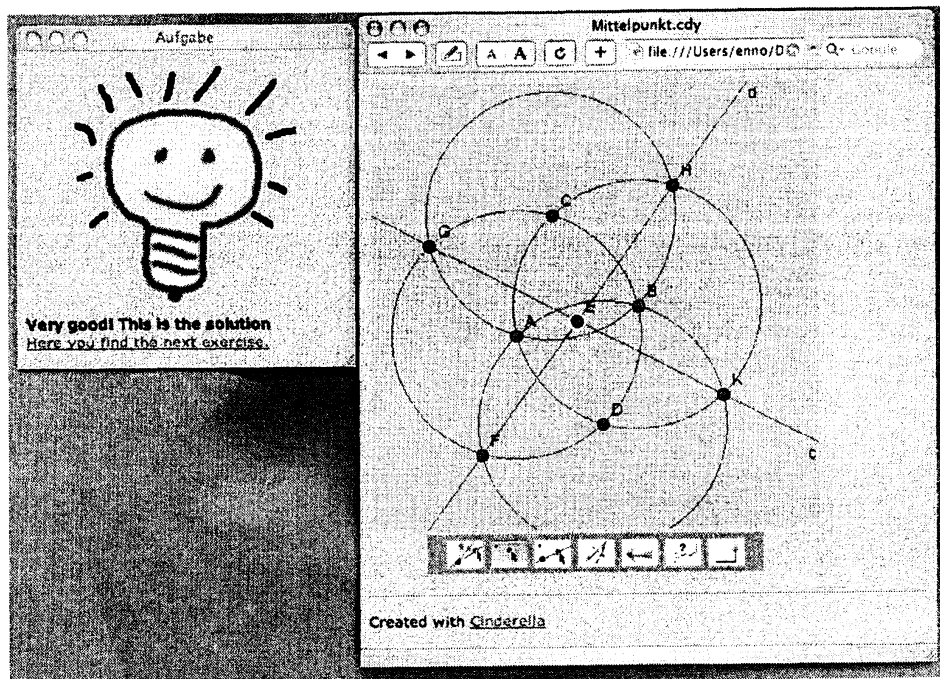 Aufgabe
Very good! This is the solution
Here you find the next exercise.
Mittelpunkt.cdy
A A C +
file:///Users/enno/D
Google
d
H
C
G
B
E
A
K
D
F
c
Created with Cinderella